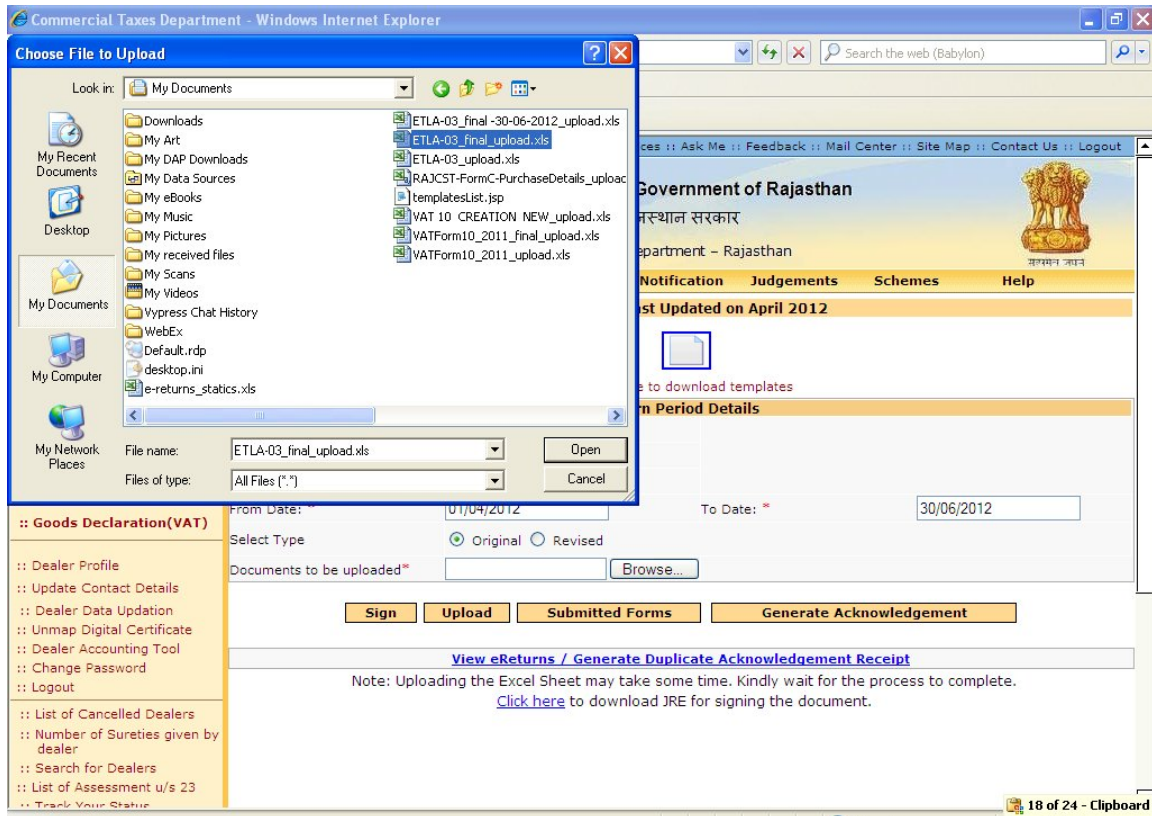 Commercial Taxes Department - Windows Internet Explorer
Choose File to Upload
Search the web (Babylon)
Look in:
My Documents
My Recent
Documents
Desktop
My Documents
My Computer
My Network
Places
Downloads
My Art
My DAP Downloads
My Data Sources
My eBooks
My Music
My Pictures
My received files
My Scans
My Videos
Vypress Chat History
WebEx
Default.rdp
desktop.ini
e-returns_statics.xls
ETLA-03_final -30-06-2012_upload.xls
ETLA-03_final_upload.xls
ETLA-03_upload.xls
RAJCST-FormC-PurchaseDetails_uploac
templatesList.jsp
VAT 10 CREATION NEW_upload.xls
VATForm10_2011_final_upload.xls
VATForm10_2011_upload.xls
File name:
ETLA-03_final_upload.xls
Open
Files of type:
All Files (*.*)
Cancel
ces :: Ask Me :: Feedback :: Mail Center :: Site Map :: Contact Us :: Logout
Government of Rajasthan
स्थान सरकार
epartment – Rajasthan
Notification Judgements Schemes Help
st Updated on April 2012
e to download templates
rn Period Details
From Date: * 01/04/2012 To Date: * 30/06/2012
Select Type Original Revised
Documents to be uploaded* Browse...
Sign Upload Submitted Forms Generate Acknowledgement
View eReturns / Generate Duplicate Acknowledgement Receipt
Note: Uploading the Excel Sheet may take some time. Kindly wait for the process to complete.
Click here to download JRE for signing the document.
:: Goods Declaration(VAT)
:: Dealer Profile
:: Update Contact Details
:: Dealer Data Updation
:: Unmap Digital Certificate
:: Dealer Accounting Tool
:: Change Password
:: Logout
:: List of Cancelled Dealers
:: Number of Sureties given by
dealer
:: Search for Dealers
:: List of Assessment u/s 23
:: Track Your Status
18 of 24 - Clipboard